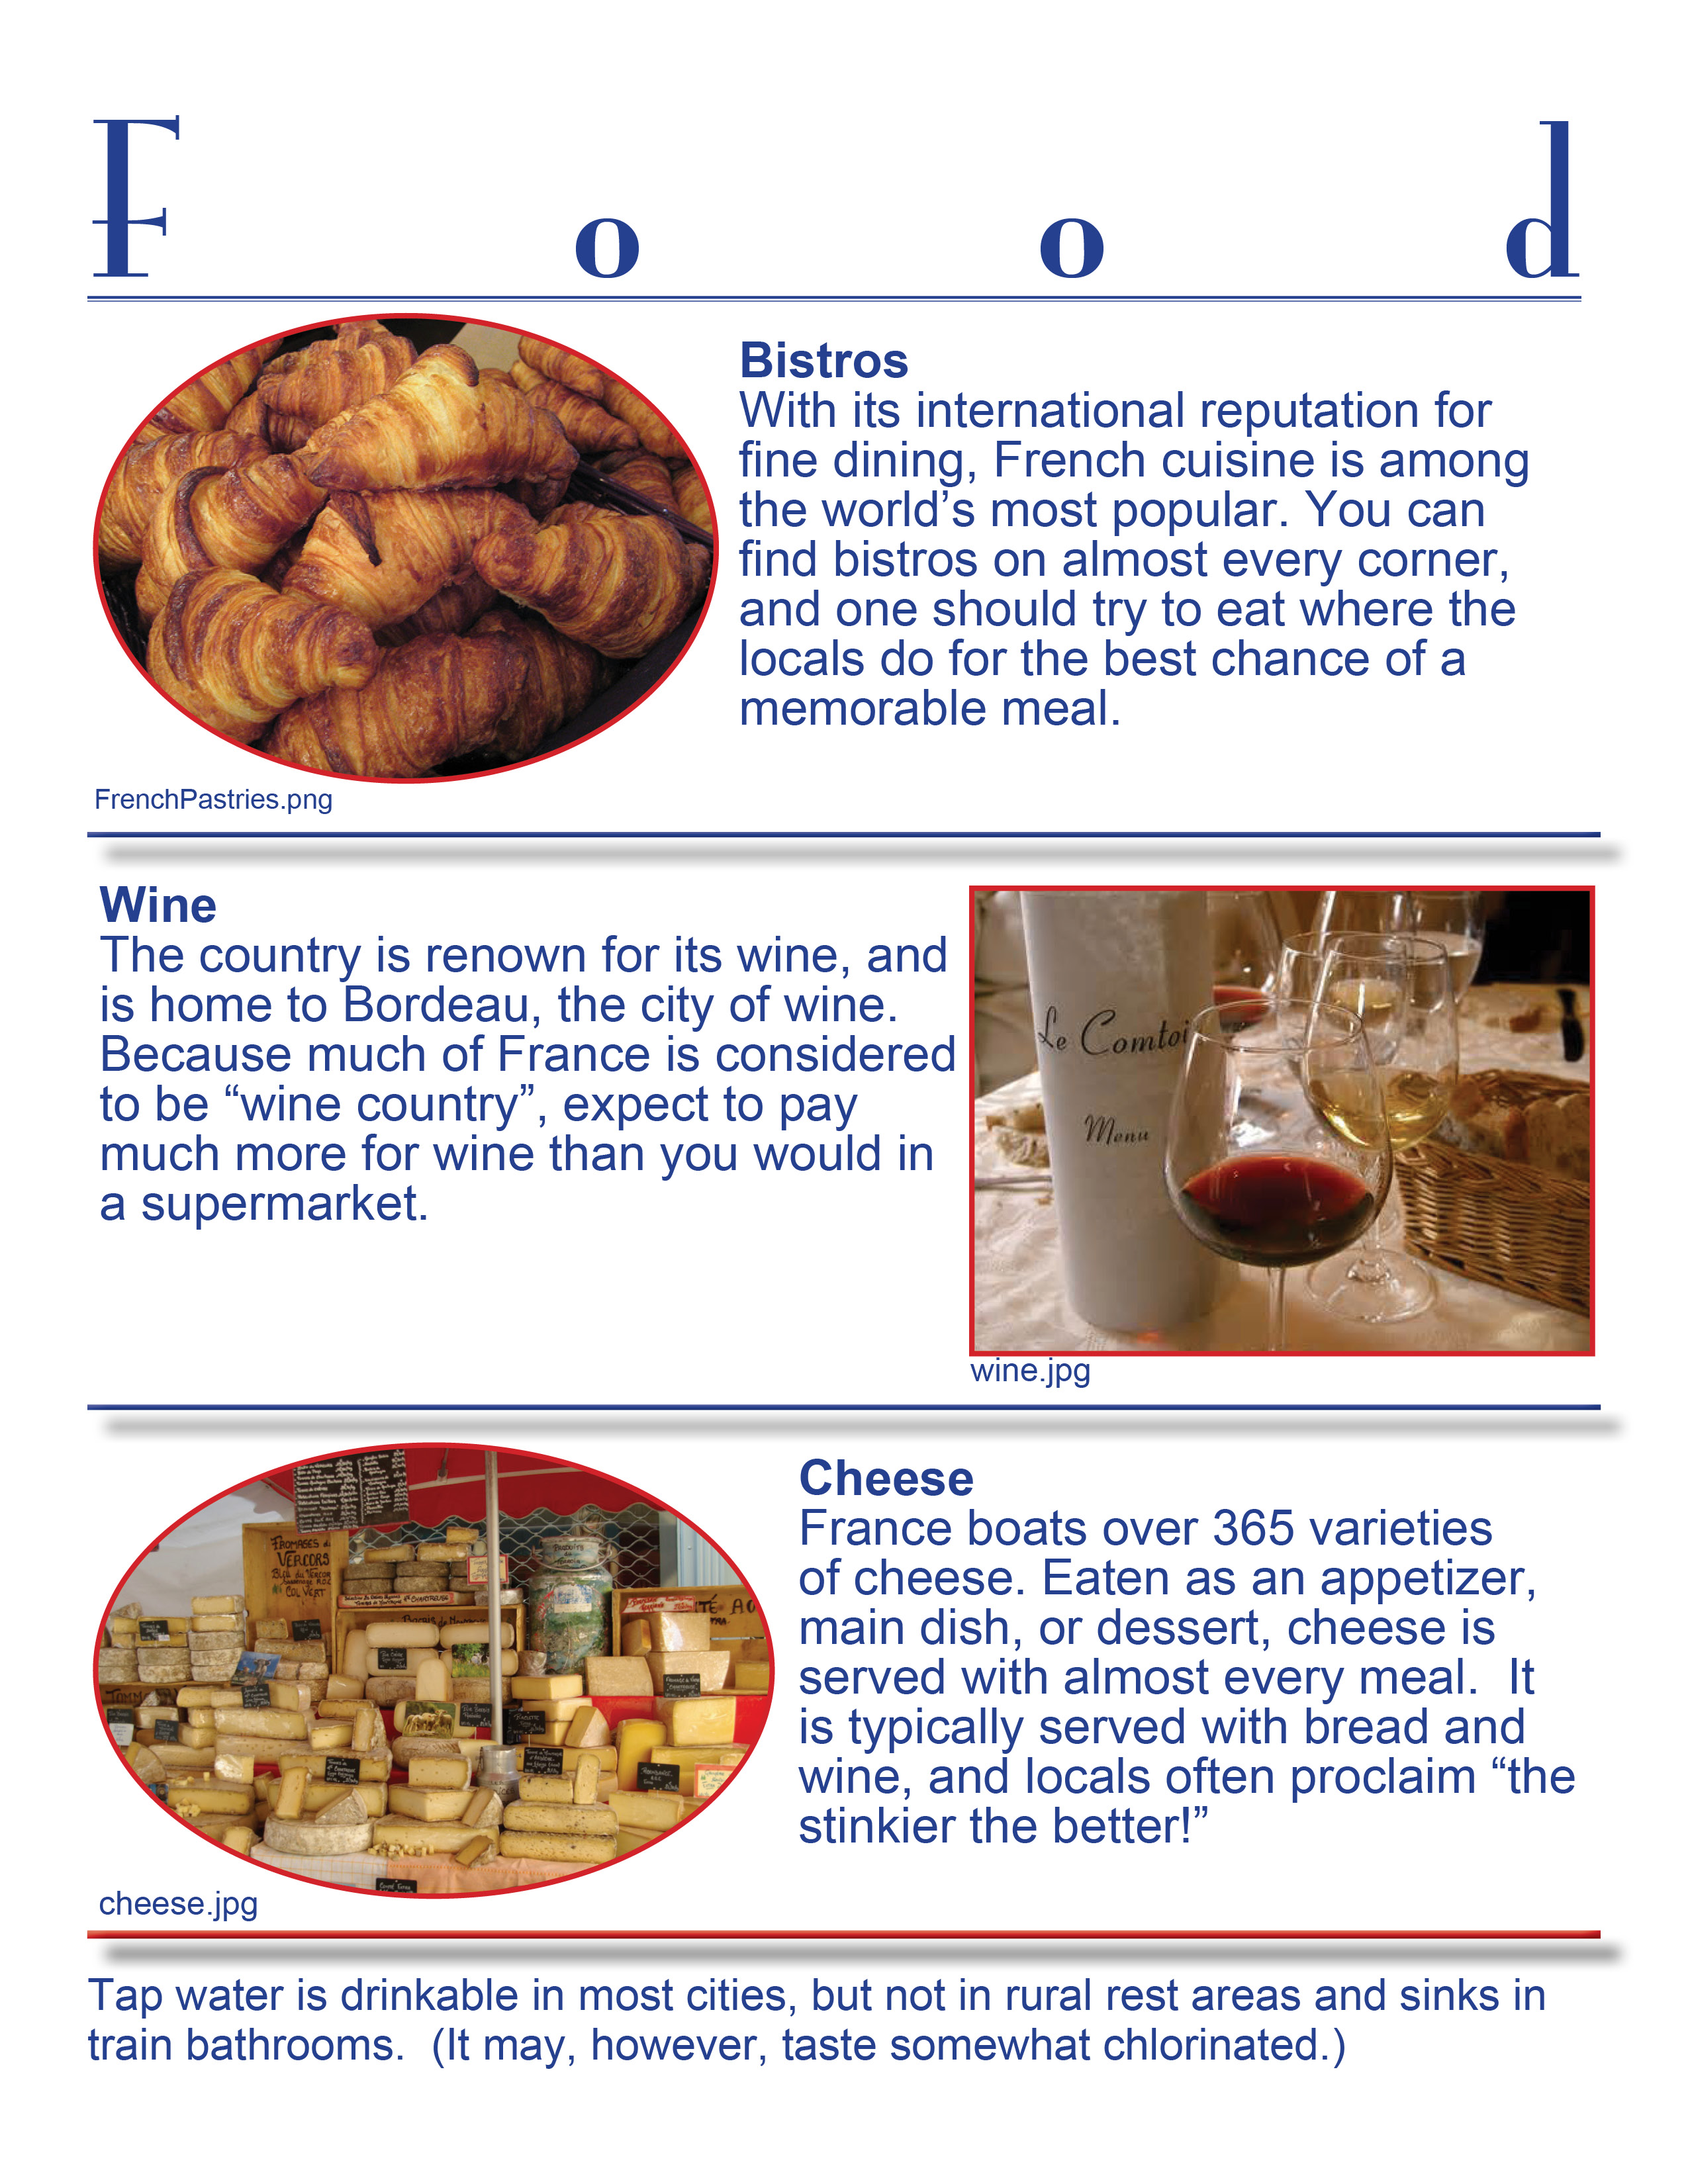 Food
Bistros
With its international reputation for
fine dining, French cuisine is among
the world’s most popular. You can
find bistros on almost every corner,
and one should try to eat where the
locals do for the best chance of a
memorable meal.
FrenchPastries.png
Wine
The country is renown for its wine, and
is home to Bordeau, the city of wine.
Because much of France is considered
to be “wine country”, expect to pay
much more for wine than you would in
a supermarket.
Le Comtoi
Menu
wine.jpg
Cheese
France boats over 365 varieties
of cheese. Eaten as an appetizer,
main dish, or dessert, cheese is
served with almost every meal.  It
is typically served with bread and
wine, and locals often proclaim “the
stinkier the better!”
FROMAGES
VERCORS
COL VERT
cheese.jpg
Tap water is drinkable in most cities, but not in rural rest areas and sinks in
train bathrooms.  (It may, however, taste somewhat chlorinated.)